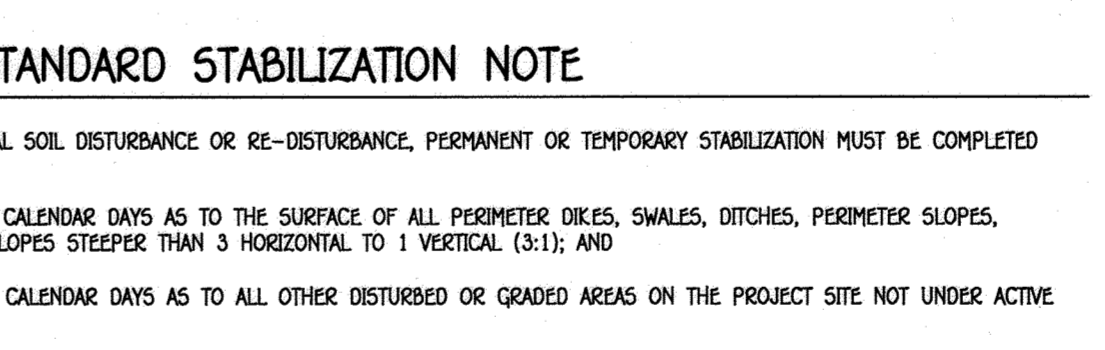 TANDARD STABILIZATION NOTE
L SOIL DISTURBANCE OR RE-DISTURBANCE, PERMANENT OR TEMPORARY STABILIZATION MUST BE COMPLETED
CALENDAR DAYS AS TO THE SURFACE OF ALL PERIMETER DIKES, SWALES, DITCHES, PERIMETER SLOPES,
LOPES STEEPER THAN 3 HORIZONTAL TO 1 VERTICAL (3:1); AND
CALENDAR DAYS AS TO ALL OTHER DISTURBED OR GRADED AREAS ON THE PROJECT SITE NOT UNDER ACTIVE